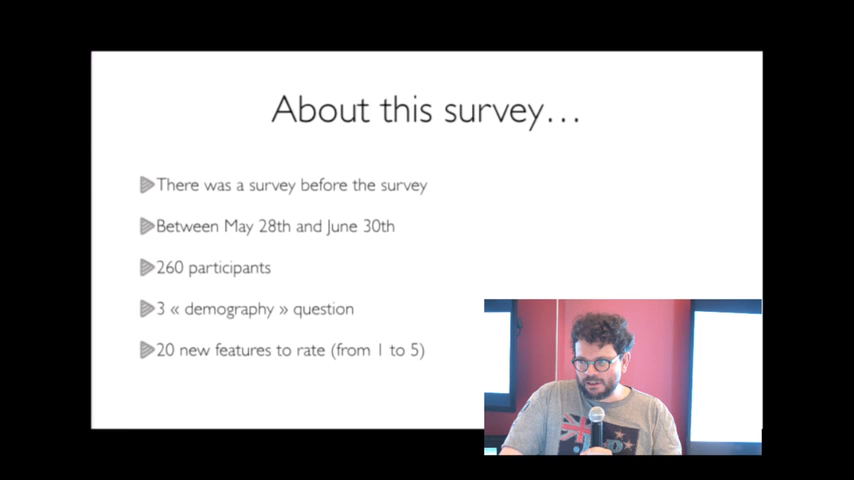 About this survey...
There was a survey before the survey
Between May 28th and June 30th
260 participants
3 « demography » question
20 new features to rate (from 1 to 5)